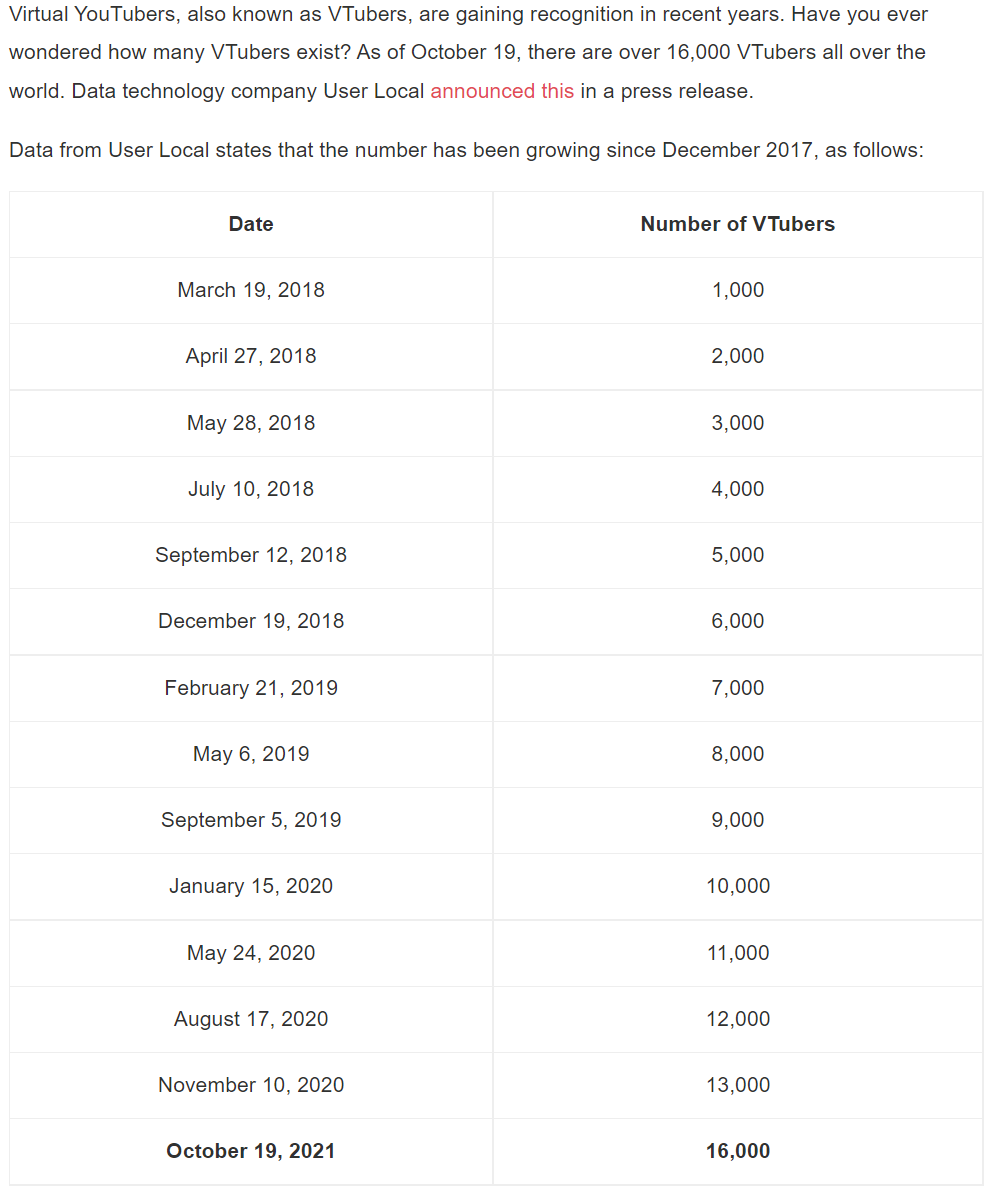 Virtual YouTubers, also known as VTubers, are gaining recognition in recent years. Have you ever
wondered how many VTubers exist? As of October 19, there are over 16,000 VTubers all over the
world. Data technology company User Local announced this in a press release.
Data from User Local states that the number has been growing since December 2017, as follows:
Date Number of VTubers
March 19, 2018 1,000
April 27, 2018 2,000
May 28, 2018 3,000
July 10, 2018 4,000
September 12, 2018 5,000
December 19, 2018 6,000
February 21, 2019 7,000
May 6, 2019 8,000
September 5, 2019 9,000
January 15, 2020 10,000
May 24, 2020 11,000
August 17, 2020 12,000
November 10, 2020 13,000
October 19, 2021 16,000